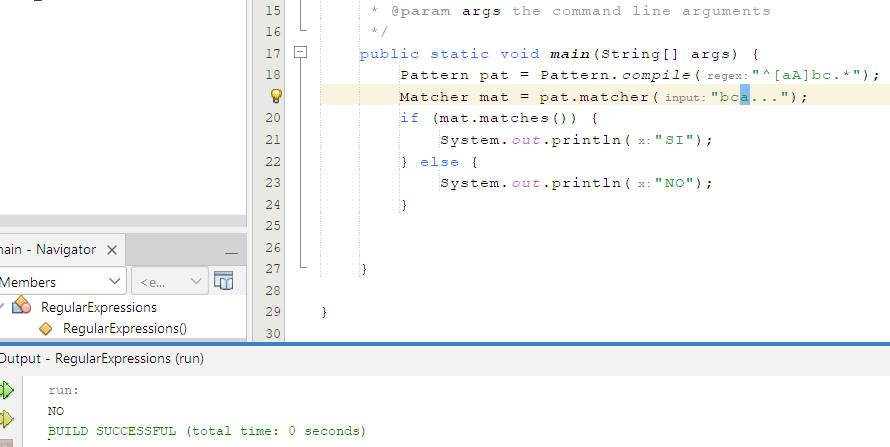 15 * @param args the command line arguments
16 */
17 public static void main(String[] args) {
18 Pattern pat = Pattern.compile( regex: "^[aA]bc.*");
Matcher mat = pat.matcher( input: "bca...");
20 if (mat.matches()) {
21 System.out.println( x: "SI");
22 } else {
23 System.out.println( x: "NO");
24 }
25
26
27 }
28
29 }
30
main - Navigator
Members
<e...
RegularExpressions
RegularExpressions()
Output - RegularExpressions (run)
run:
NO
BUILD SUCCESSFUL (total time: 0 seconds)